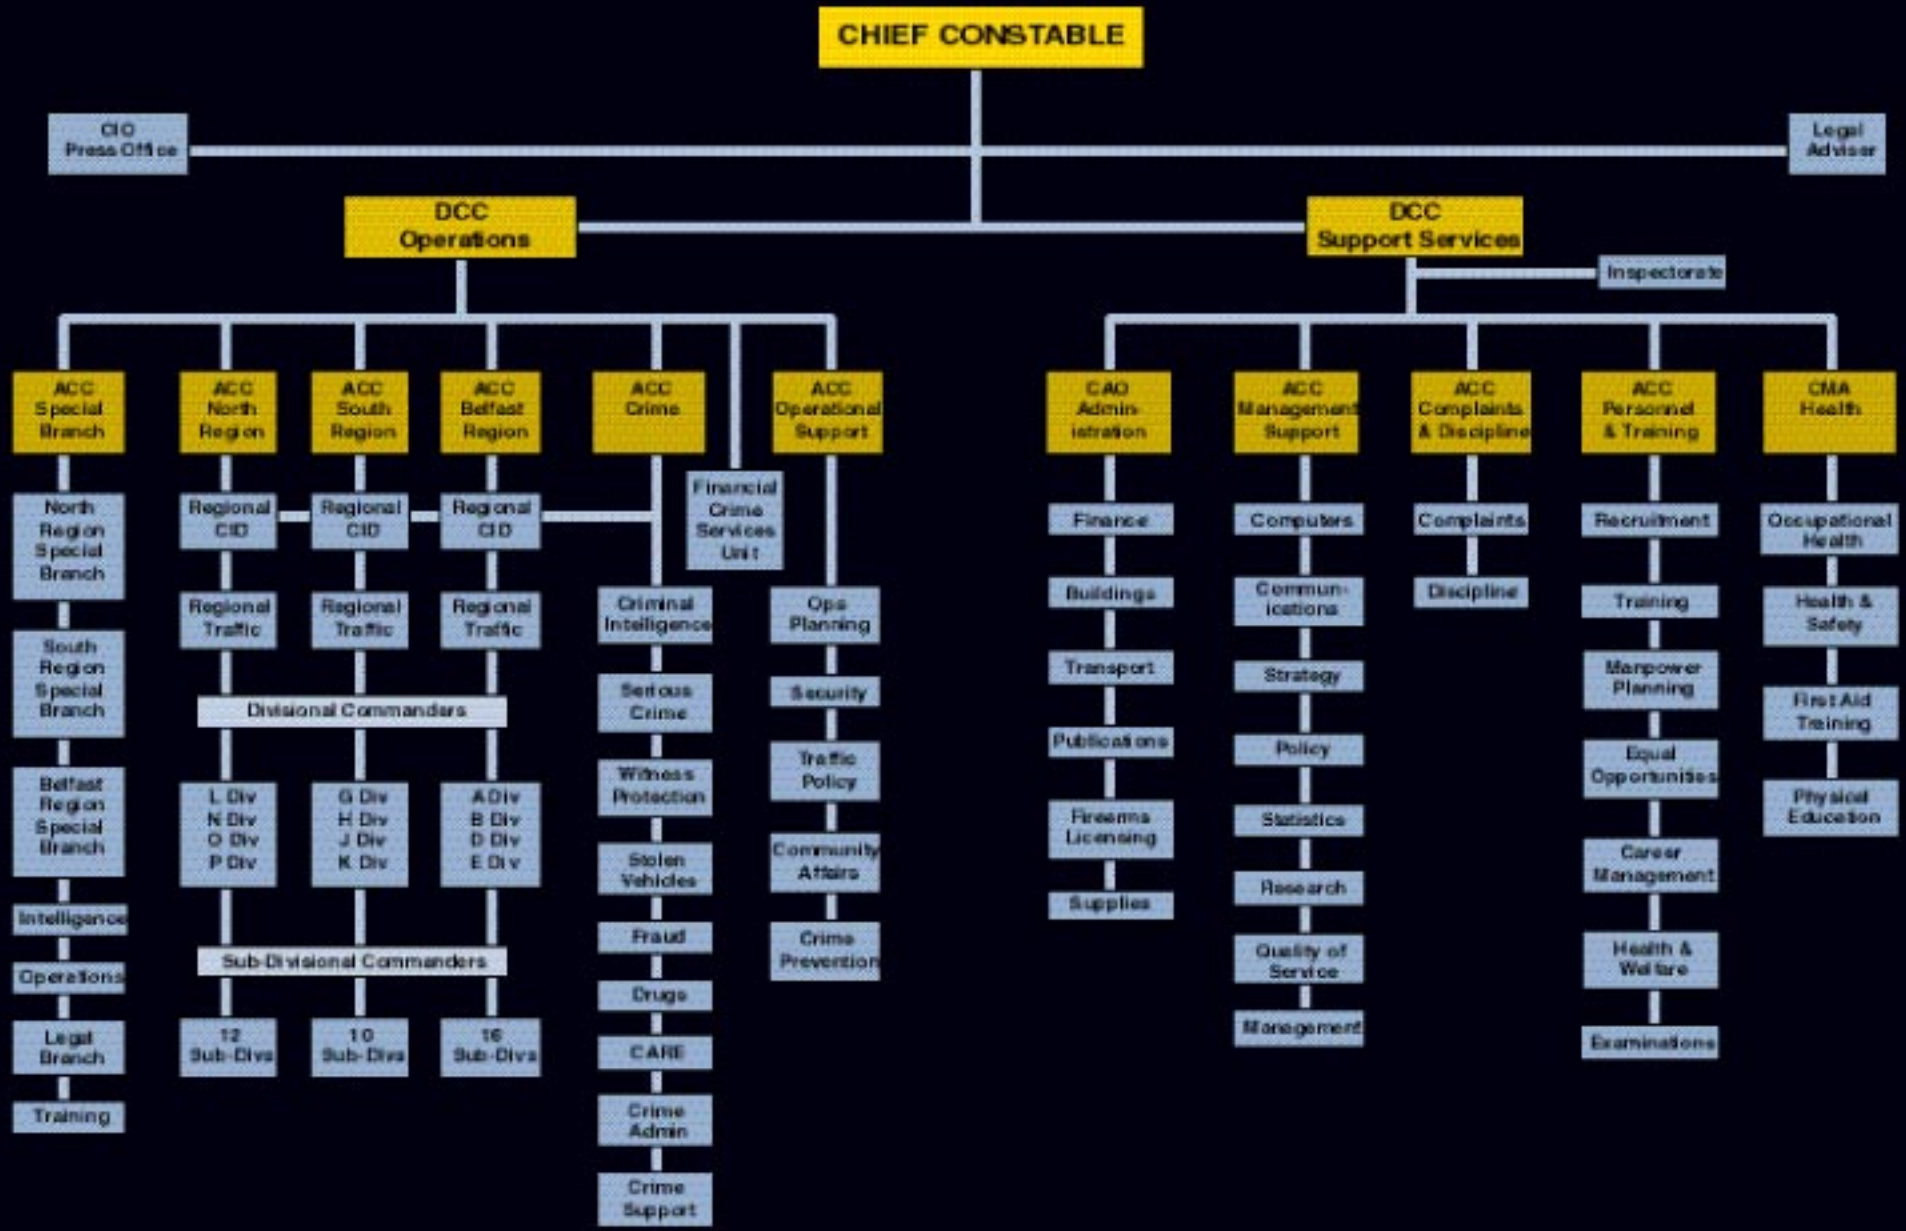 CHIEF CONSTABLE
CIO
Press Office
Legal
Adviser
DCC
Operations
DCC
Support Services
Inspectorate
ACC
Special
Branch
ACC
North
Region
ACC
South
Region
ACC
Belfast
Region
ACC
Crime
ACC
Operational
Support
CAO
Admin-
istration
ACC
Management
Support
ACC
Complaints
& Discipline
ACC
Personnel
& Training
CMA
Health
North
Region
Special
Branch
South
Region
Special
Branch
Belfast
Region
Special
Branch
Intelligence
Operations
Legal
Branch
Training
Regional
CID
Regional
CID
Regional
CID
Regional
Traffic
Regional
Traffic
Regional
Traffic
Divisional Commanders
L Div
N Div
O Div
P Div
G Div
H Div
J Div
K Div
A Div
B Div
D Div
E Div
Sub-Divisional Commanders
12
Sub-Divs
10
Sub-Divs
16
Sub-Divs
Criminal
Intelligence
Serious
Crime
Witness
Protection
Stolen
Vehicles
Fraud
Drugs
CARE
Crime
Admin
Crime
Support
Financial
Crime
Services
Unit
Ops
Planning
Security
Traffic
Policy
Community
Affairs
Crime
Prevention
Finance
Buildings
Transport
Publications
Firearms
Licensing
Supplies
Computers
Commun-
ications
Strategy
Policy
Statistics
Research
Quality of
Service
Management
Complaints
Discipline
Recruitment
Training
Manpower
Planning
Equal
Opportunities
Career
Management
Health &
Welfare
Examinations
Occupational
Health
Health &
Safety
First Aid
Training
Physical
Education